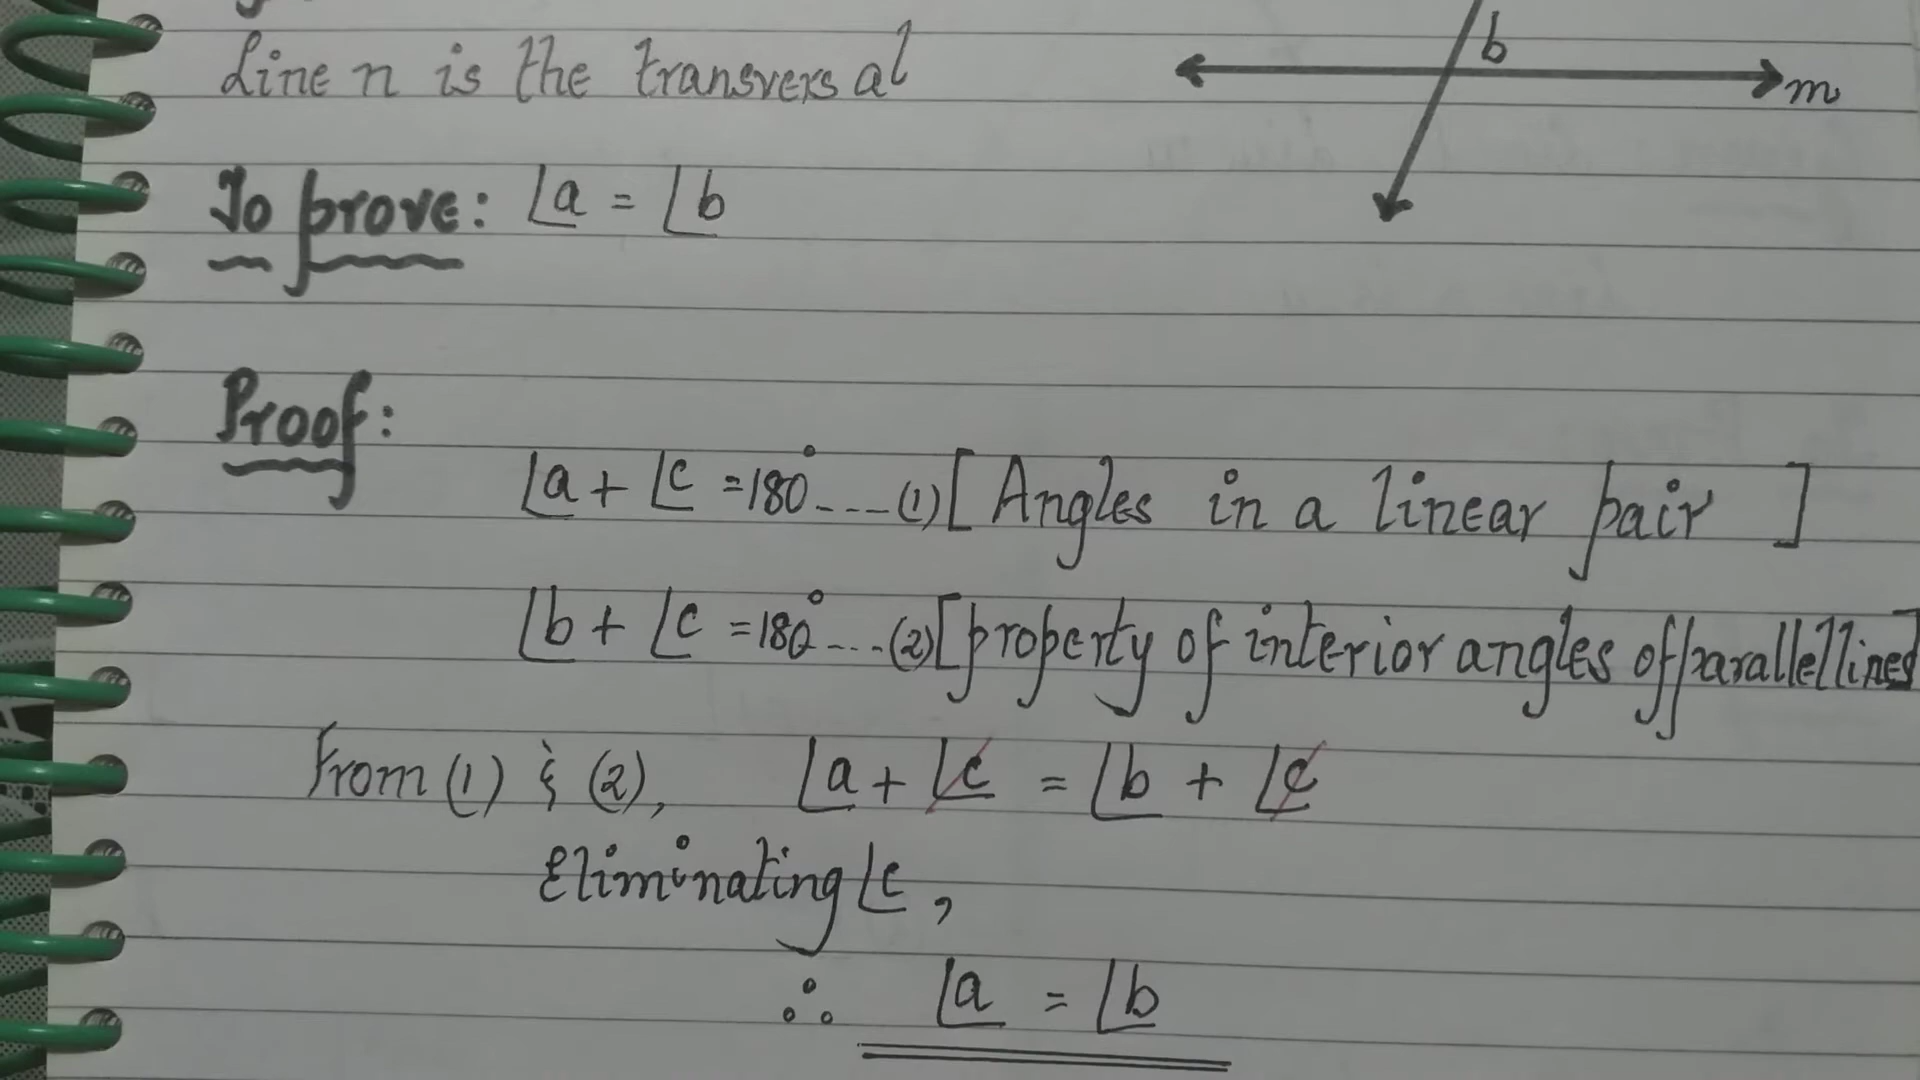 b
Line n is the transversal
m
To prove: ∠a = ∠b
Proof:
∠a + ∠c = 180° ---- (1) [Angles in a linear pair]
∠b + ∠c = 180° --- (2) [property of interior angles of parallel lines]
From (1) & (2), ∠a + ∠c = ∠b + ∠c
Eliminating ∠c,
∴ ∠a = ∠b